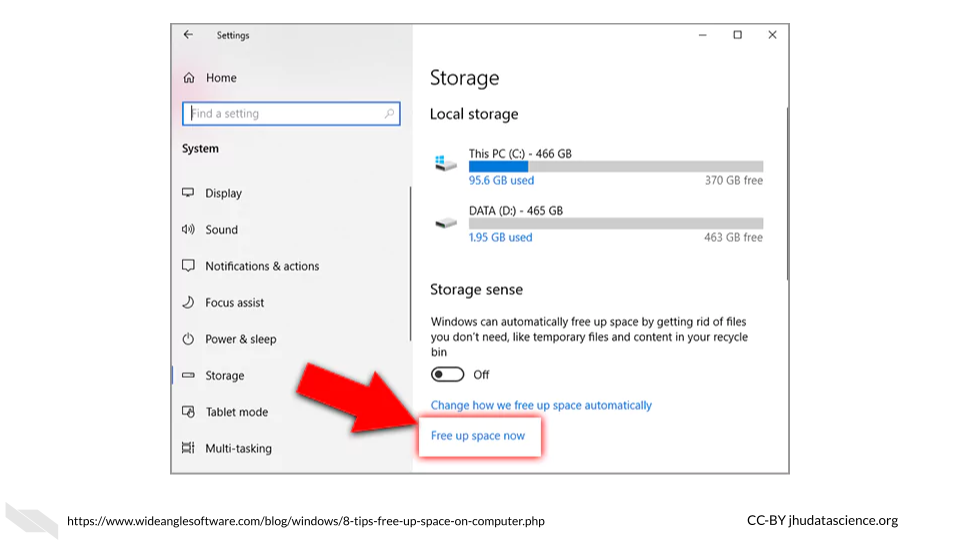 Settings
Home
Find a setting
System
Display
Sound
Notifications & actions
Focus assist
Power & sleep
Storage
Tablet mode
Multi-tasking
Storage
Local storage
This PC (C:) - 466 GB
95.6 GB used 370 GB free
DATA (D:) - 465 GB
1.95 GB used 463 GB free
Storage sense
Windows can automatically free up space by getting rid of files
you don't need, like temporary files and content in your recycle
bin
Off
Change how we free up space automatically
Free up space now
https://www.wideanglesoftware.com/blog/windows/8-tips-free-up-space-on-computer.php
CC-BY jhudatascience.org